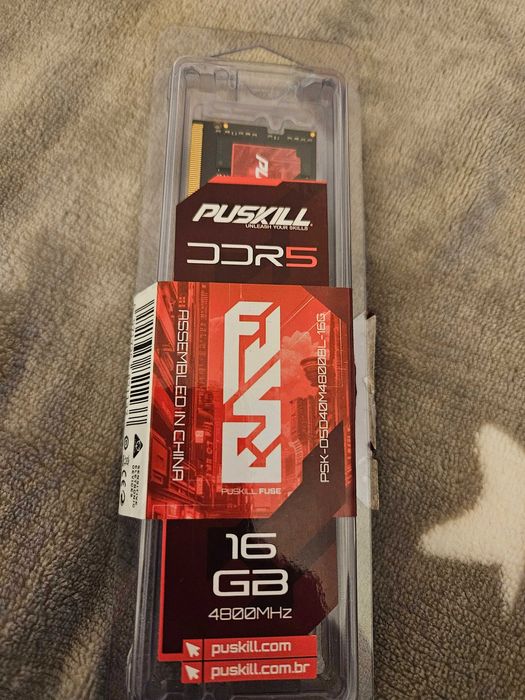 PUSKILL
UNLEASH YOUR SKILLS
DDR5
ASSEMBLED IN CHINA
PUSKILL FUSE
PSK-D5D40M4800BL-16G
16
GB
4800MHz
puskill.com
puskill.com.br